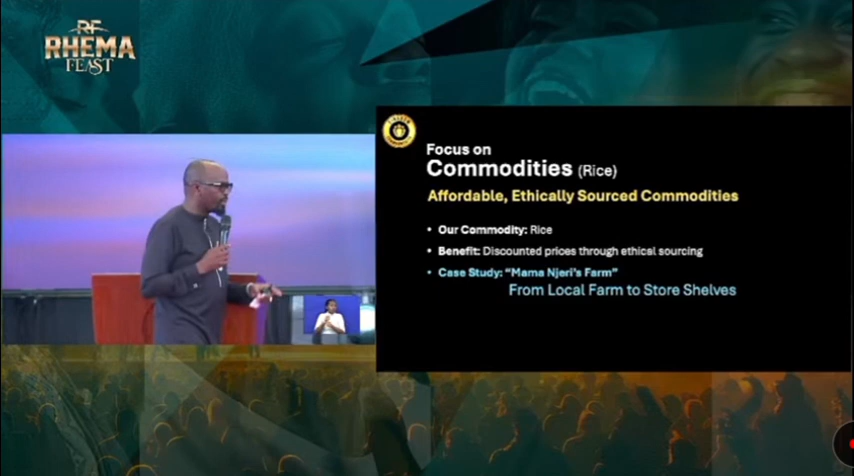 RF
RHEMA
FEAST
Focus on
Commodities (Rice)
Affordable, Ethically Sourced Commodities
• Our Commodity: Rice
• Benefit: Discounted prices through ethical sourcing
• Case Study: “Mama Njeri’s Farm”
From Local Farm to Store Shelves